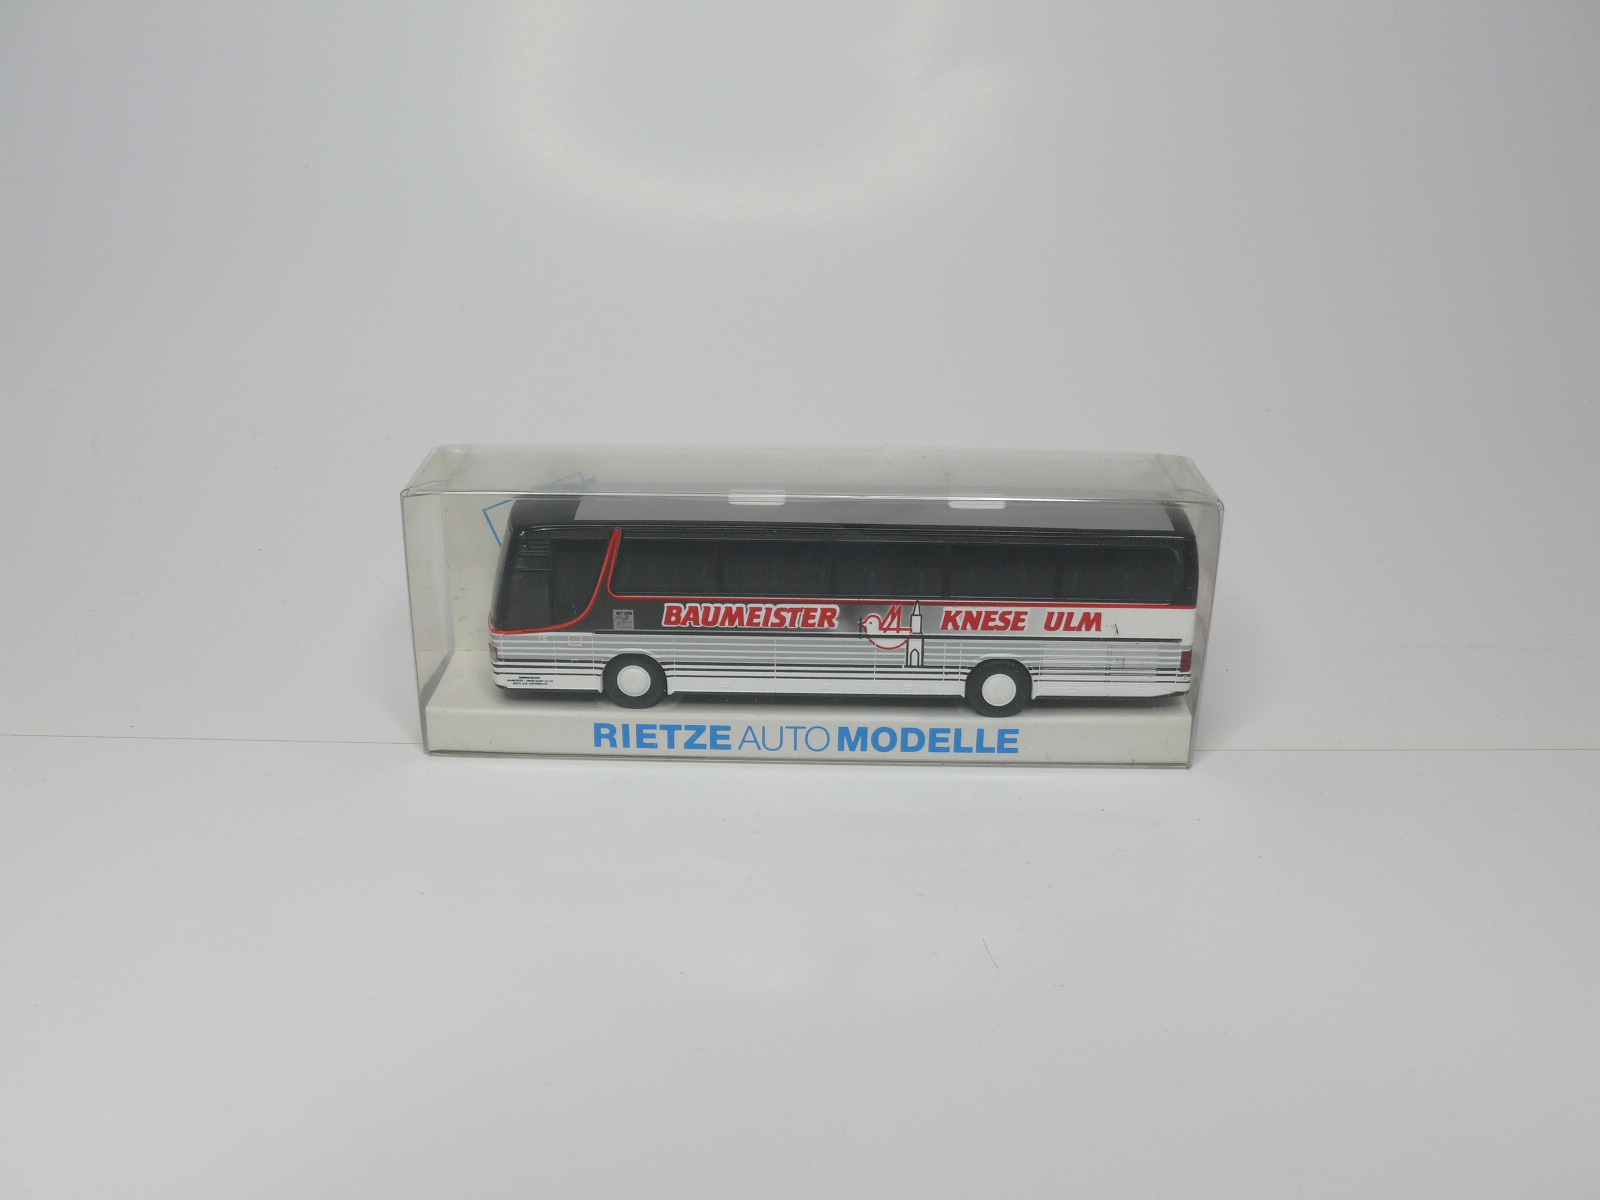 BAUMEISTER KNESE ULM
RIETZE AUTO MODELLE